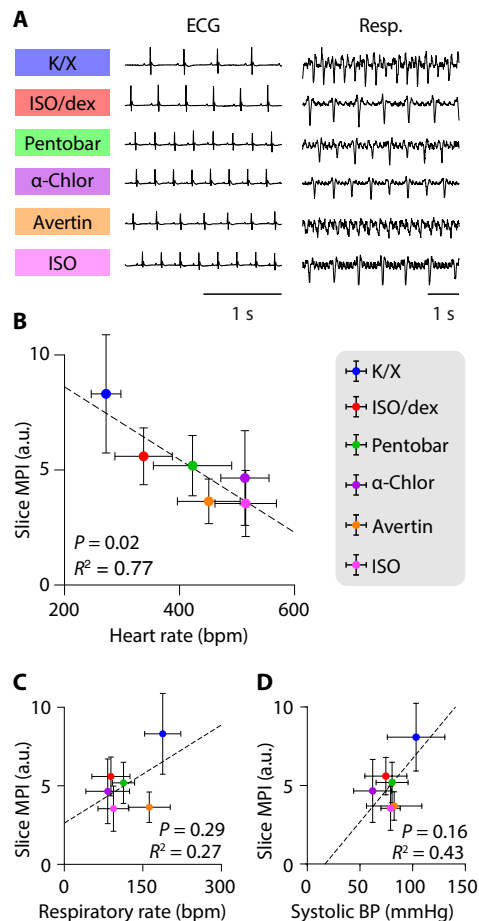 A
ECG
Resp.
K/X
ISO/dex
Pentobar
α-Chlor
Avertin
ISO
1 s
1 s
B
10
5
0
Slice MPI (a.u.)
P = 0.02
R² = 0.77
200
400
600
Heart rate (bpm)
K/X
ISO/dex
Pentobar
α-Chlor
Avertin
ISO
C
10
5
0
Slice MPI (a.u.)
P = 0.29
R² = 0.27
0
150
300
Respiratory rate (bpm)
D
10
5
0
Slice MPI (a.u.)
P = 0.16
R² = 0.43
0
50
100
150
Systolic BP (mmHg)